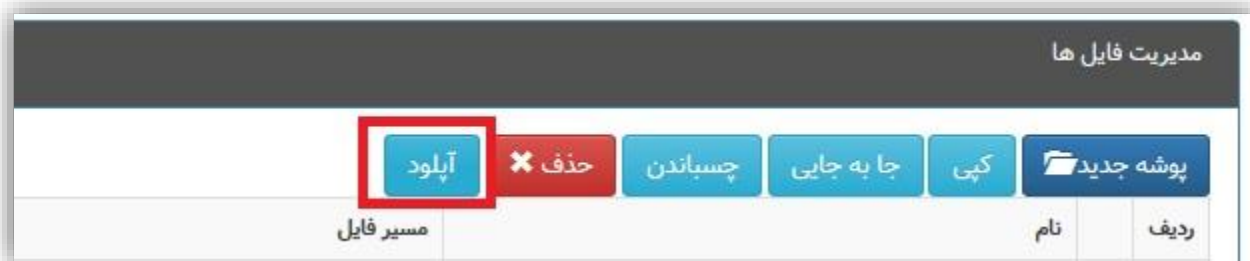 مدیریت فایل ها
پوشه جدید کپی جا به جایی چسباندن حذف آپلود
ردیف نام مسیر فایل